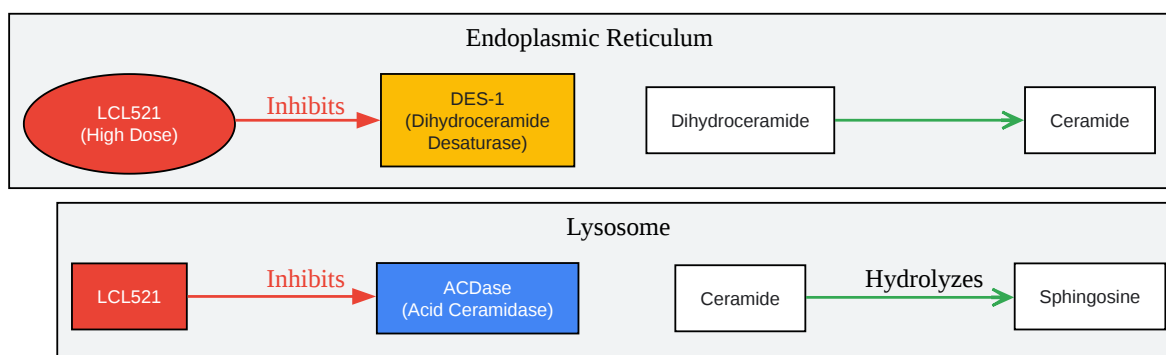 Endoplasmic Reticulum
LCL521
(High Dose)
Inhibits
DES-1
(Dihydroceramide
Desaturase)
Dihydroceramide
Ceramide
Lysosome
LCL521
Inhibits
ACDase
(Acid Ceramidase)
Ceramide
Hydrolyzes
Sphingosine